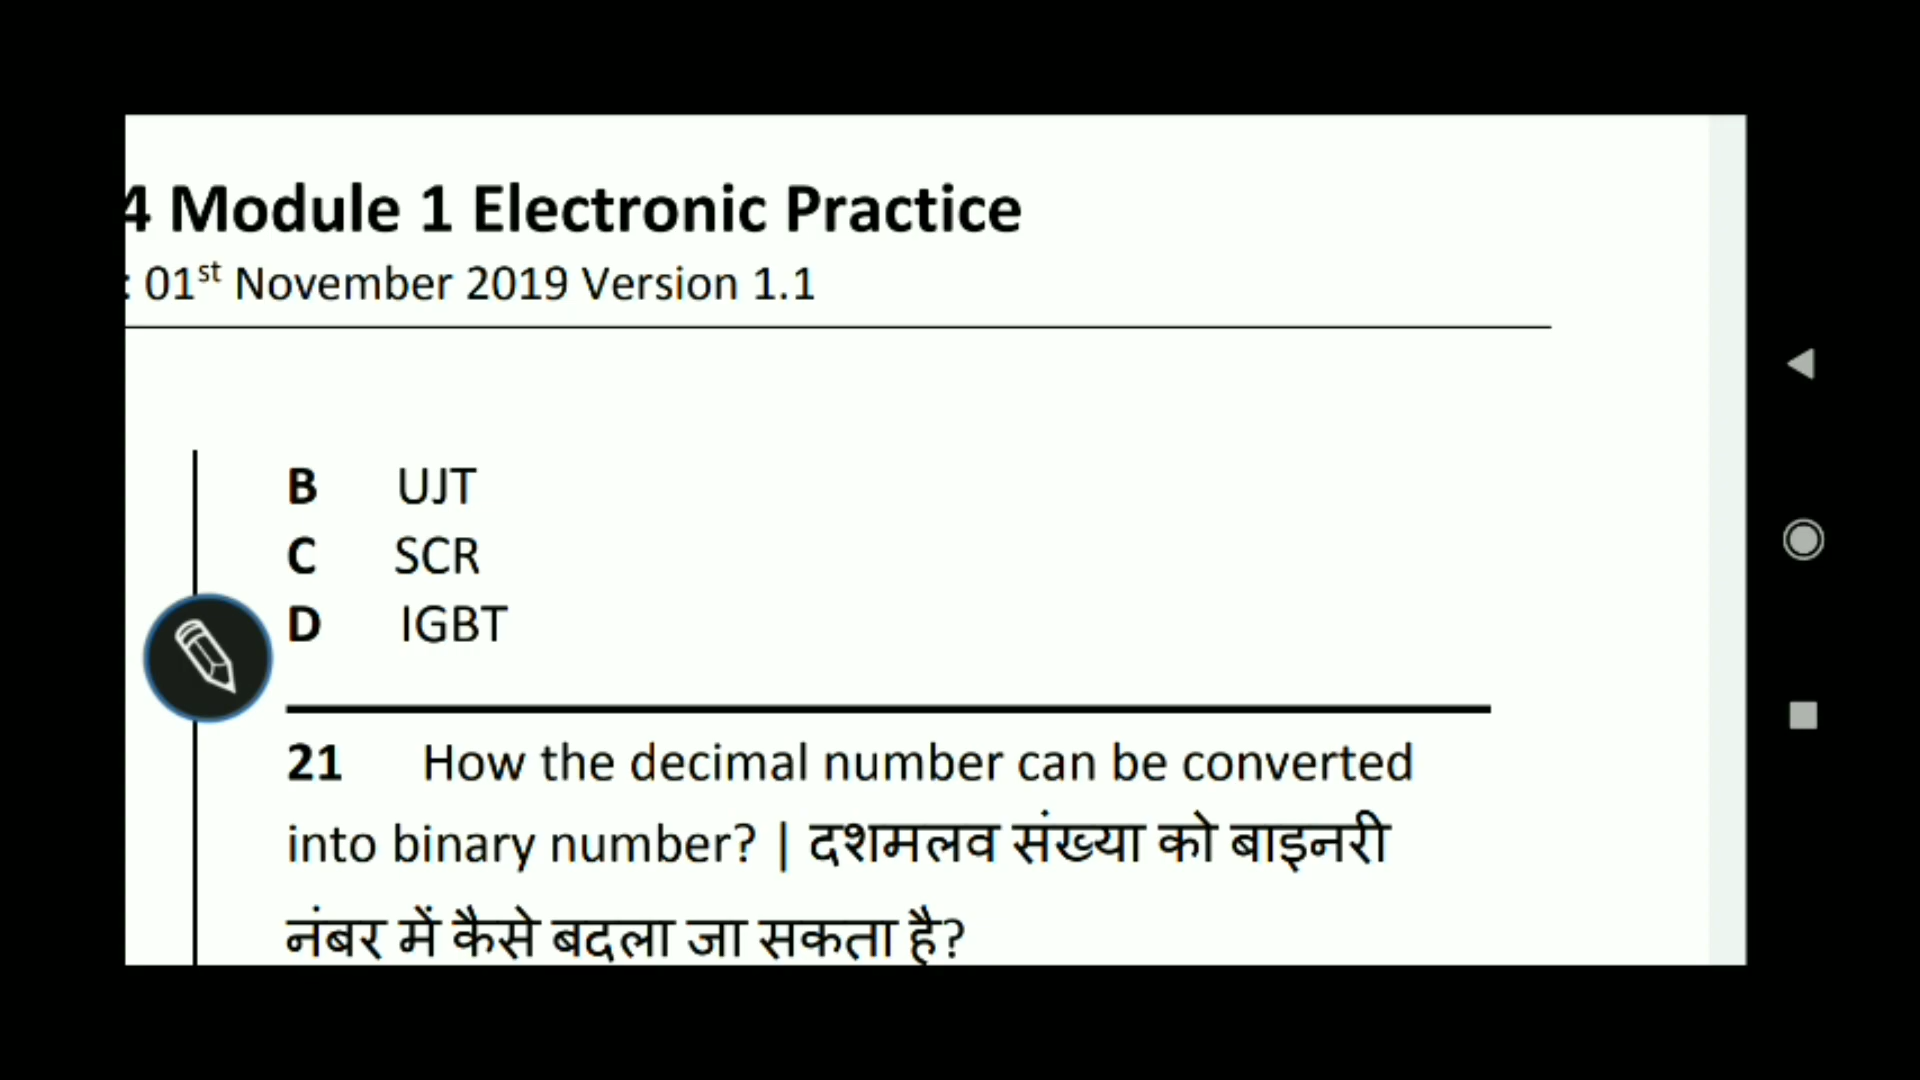 4 Module 1 Electronic Practice
: 01st November 2019 Version 1.1
B UJT
C SCR
D IGBT
21 How the decimal number can be converted
into binary number? | दशमलव संख्या को बाइनरी
नंबर में कैसे बदला जा सकता है?